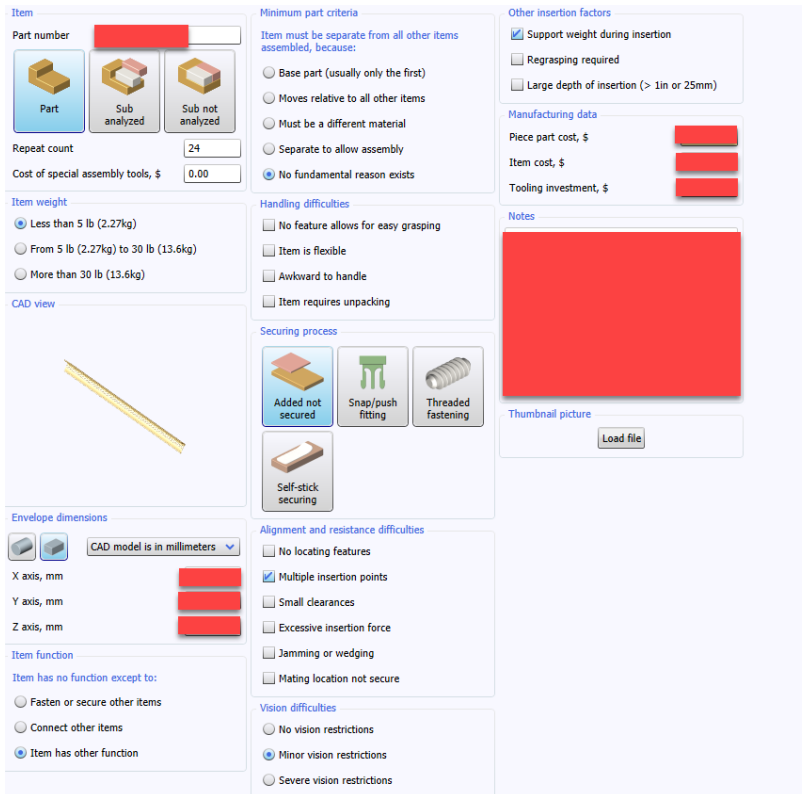 Item
Part number
Part
Sub
analyzed
Sub not
analyzed
Repeat count
24
Cost of special assembly tools, $
0.00
Item weight
Less than 5 lb (2.27kg)
From 5 lb (2.27kg) to 30 lb (13.6kg)
More than 30 lb (13.6kg)
CAD view
Envelope dimensions
CAD model is in millimeters
X axis, mm
Y axis, mm
Z axis, mm
Item function
Item has no function except to:
Fasten or secure other items
Connect other items
Item has other function
Minimum part criteria
Item must be separate from all other items
assembled, because:
Base part (usually only the first)
Moves relative to all other items
Must be a different material
Separate to allow assembly
No fundamental reason exists
Handling difficulties
No feature allows for easy grasping
Item is flexible
Awkward to handle
Item requires unpacking
Securing process
Added not
secured
Snap/push
fitting
Threaded
fastening
Self-stick
securing
Alignment and resistance difficulties
No locating features
Multiple insertion points
Small clearances
Excessive insertion force
Jamming or wedging
Mating location not secure
Vision difficulties
No vision restrictions
Minor vision restrictions
Severe vision restrictions
Other insertion factors
Support weight during insertion
Regrasping required
Large depth of insertion (> 1in or 25mm)
Manufacturing data
Piece part cost, $
Item cost, $
Tooling investment, $
Notes
Thumbnail picture
Load file